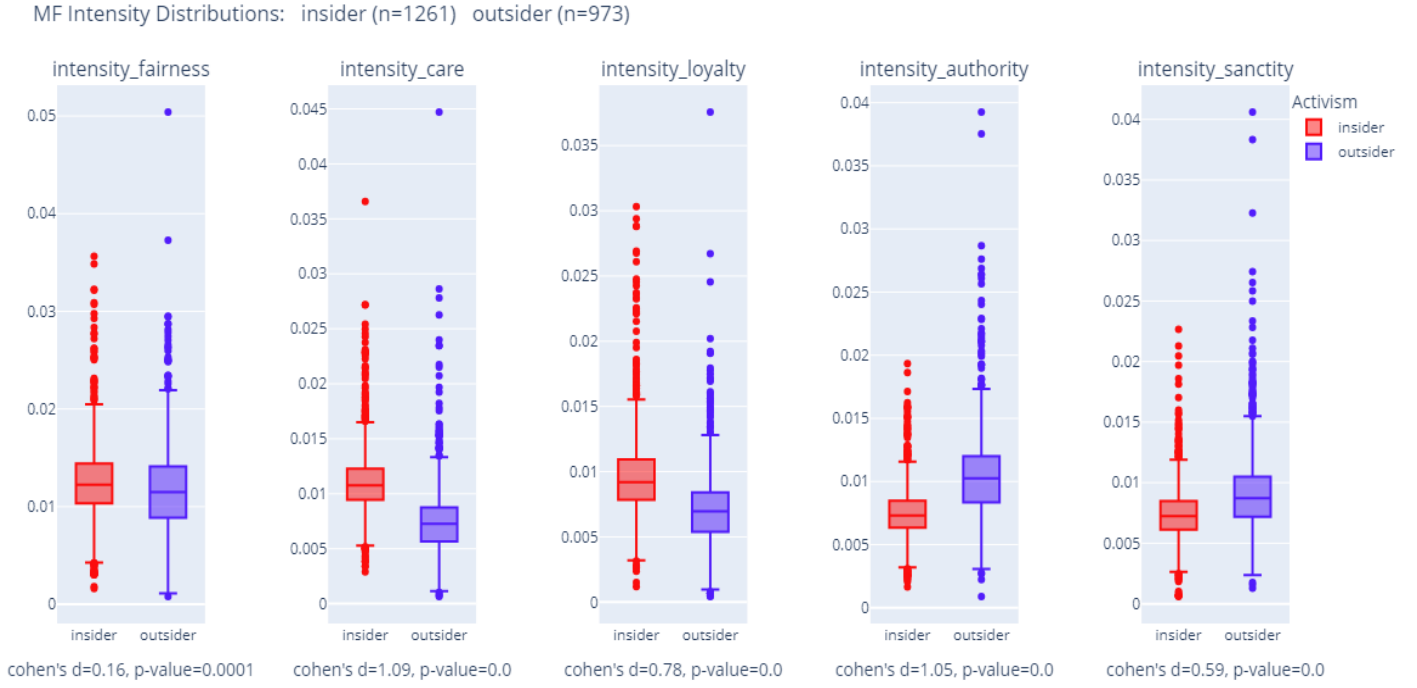 MF Intensity Distributions: insider (n=1261) outsider (n=973)
intensity_fairness
0.05
0.04
0.03
0.02
0.01
0
insider outsider
cohen's d=0.16, p-value=0.0001
intensity_care
0.045
0.04
0.035
0.03
0.025
0.02
0.015
0.01
0.005
0
insider outsider
cohen's d=1.09, p-value=0.0
intensity_loyalty
0.035
0.03
0.025
0.02
0.015
0.01
0.005
0
insider outsider
cohen's d=0.78, p-value=0.0
intensity_authority
0.04
0.035
0.03
0.025
0.02
0.015
0.01
0.005
0
insider outsider
cohen's d=1.05, p-value=0.0
intensity_sanctity
0.04
0.035
0.03
0.025
0.02
0.015
0.01
0.005
0
insider outsider
cohen's d=0.59, p-value=0.0
Activism
insider
outsider